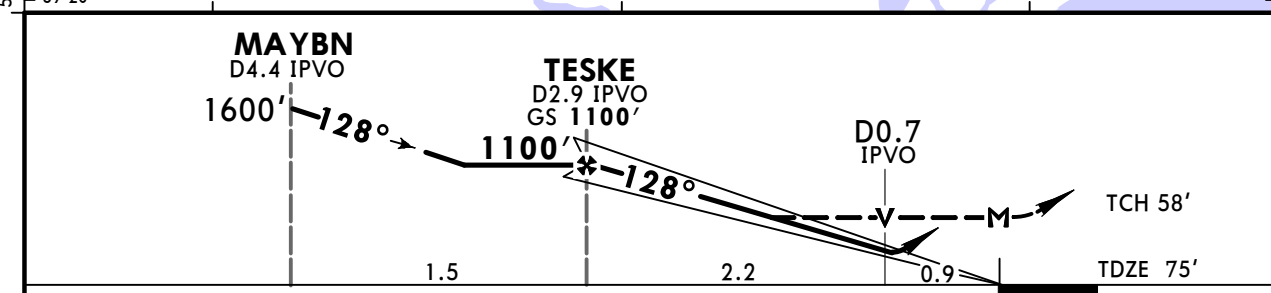 MAYBN
D4.4 IPVO
1600'
128°
TESKE
D2.9 IPVO
GS 1100'
1100'
128°
D0.7
IPVO
V
M
TCH 58'
1.5
2.2
0.9
TDZE 75'